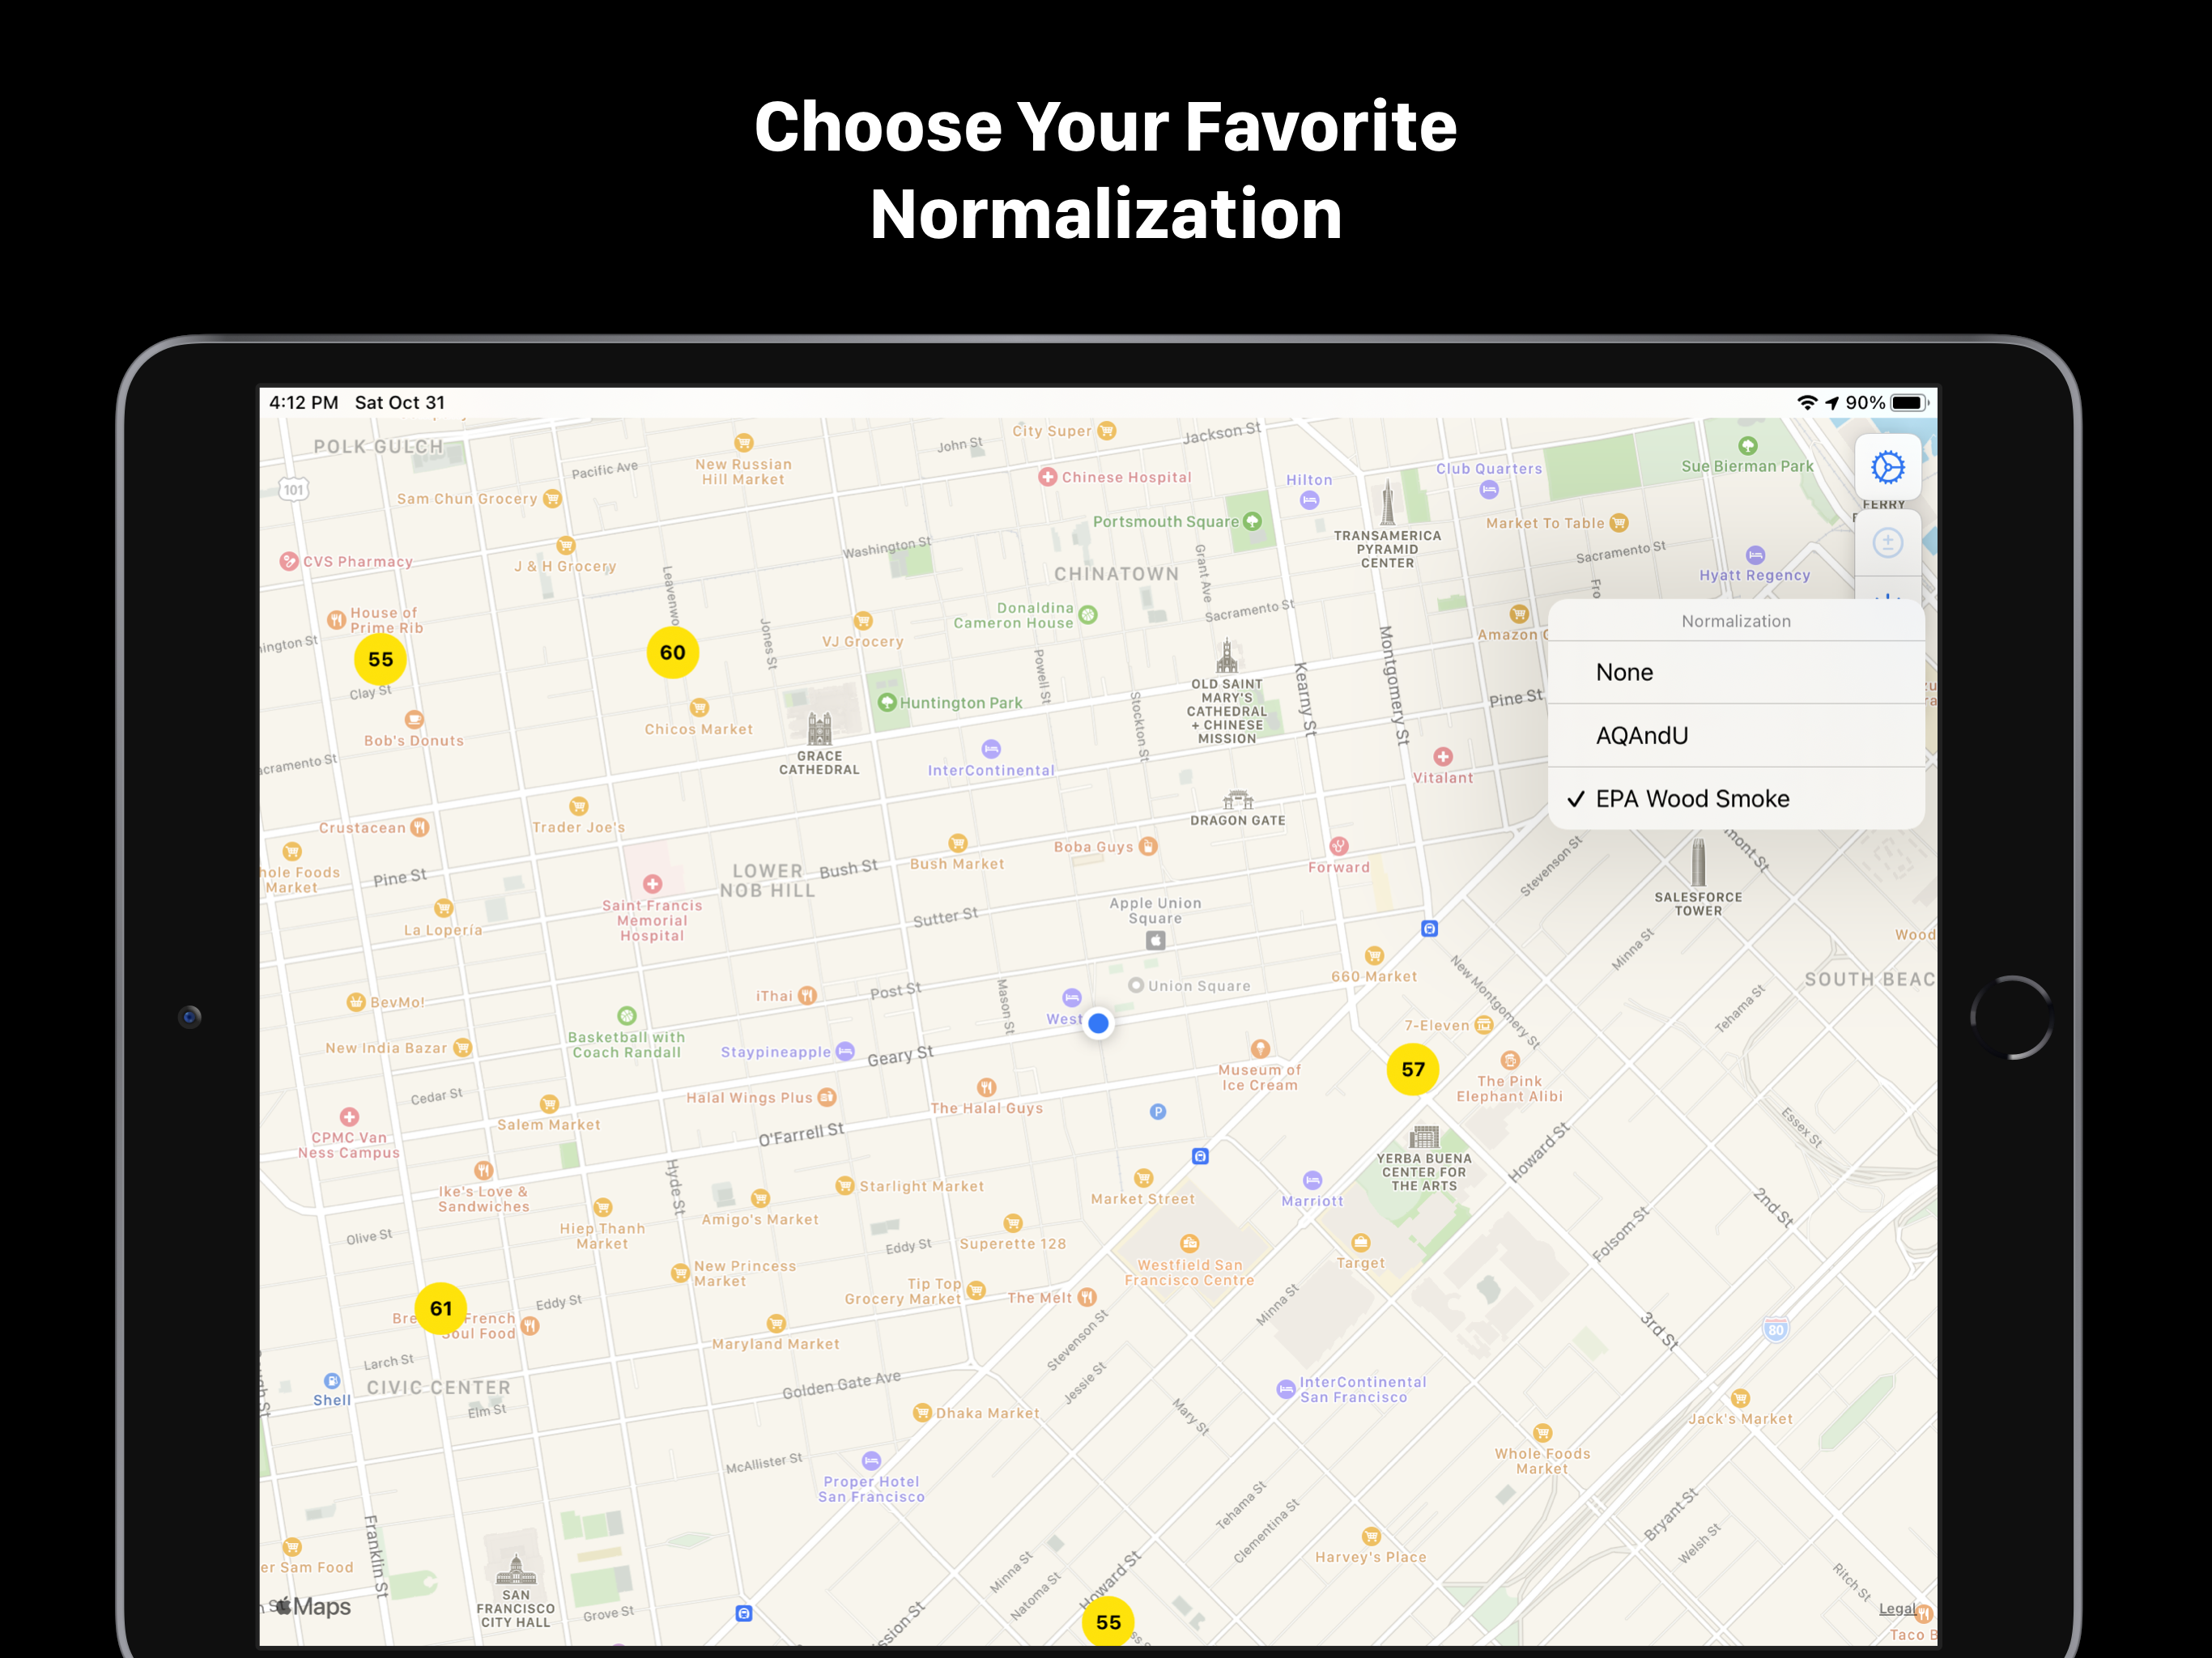 Choose Your Favorite
Normalization
4:12 PM Sat Oct 31
90%
POLK GULCH
Pacific Ave
New Russian
Hill Market
John St
City Super
Jackson St
Chinese Hospital
Hilton
Club Quarters
Sue Bierman Park
101
Sam Chun Grocery
Portsmouth Square
TRANSAMERICA
PYRAMID
CENTER
Market To Table
FERRY
CVS Pharmacy
J & H Grocery
Washington St
CHINATOWN
Grant Ave
Sacramento St
Hyatt Regency
House of
Prime Rib
Donaldina
Cameron House
Sacramento St
Amazon
Normalization
None
AQAndU
✓ EPA Wood Smoke
55
60
Clay St
Jones St
VJ Grocery
Powell St
Stockton St
Kearny St
Montgomery St
Pine St
OLD SAINT
MARY'S
CATHEDRAL
+ CHINESE
MISSION
Bob's Donuts
Chicos Market
Huntington Park
GRACE
CATHEDRAL
InterContinental
Vitalant
DRAGON GATE
Crustacean
Trader Joe's
Pine St
LOWER
NOB HILL
Bush St
Bush Market
Boba Guys
Forward
Stevenson St
SALESFORCE
TOWER
Market
La Lopería
Saint Francis
Memorial
Hospital
Sutter St
Apple Union
Square
660 Market
New Montgomery St
Minna St
SOUTH BEAC
Wood
BevMo!
iThai
Post St
Mason St
Union Square
West
Tehama St
New India Bazar
Basketball with
Coach Randall
Staypineapple
Geary St
7-Eleven
57
Museum of
Ice Cream
The Pink
Elephant Alibi
Cedar St
Salem Market
Halal Wings Plus
The Halal Guys
P
Essex St
CPMC Van
Ness Campus
O'Farrell St
YERBA BUENA
CENTER FOR
THE ARTS
Howard St
Ike's Love &
Sandwiches
Hyde St
Starlight Market
Market Street
Marriott
2nd St
Olive St
Hiep Thanh
Market
Amigo's Market
Eddy St
Superette 128
Westfield San
Francisco Centre
Target
Folsom St
New Princess
Market
Tip Top
Grocery Market
The Melt
Minna St
61
French
Soul Food
Eddy St
Maryland Market
Stevenson St
3rd St
80
Larch St
Shell
CIVIC CENTER
Elm St
Golden Gate Ave
Jessie St
InterContinental
San Francisco
Dhaka Market
Mary St
Jack's Market
McAllister St
Proper Hotel
San Francisco
Whole Foods
Market
Tehama St
Clementina St
Bryant St
Welsh St
Franklin St
Harvey's Place
er Sam Food
Minna St
Natoma St
Howard St
Ritch St
SAN
FRANCISCO
CITY HALL
Grove St
Maps
55
Legal
Taco B